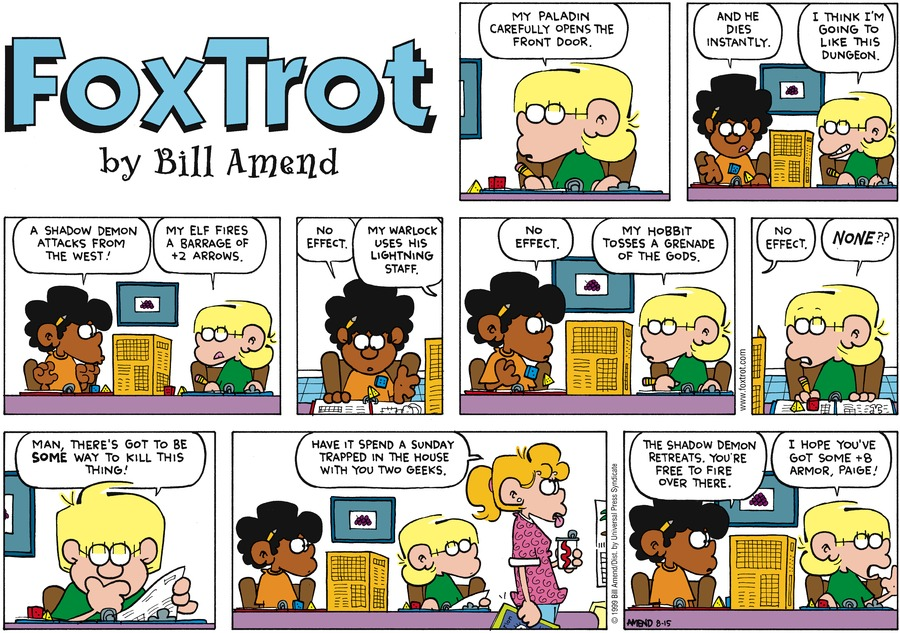 FoxTrot
by Bill Amend
MY PALADIN
CAREFULLY OPENS THE
FRONT DOOR.
AND HE
DIES
INSTANTLY.
I THINK I'M
GOING TO
LIKE THIS
DUNGEON.
A SHADOW DEMON
ATTACKS FROM
THE WEST!
MY ELF FIRES
A BARRAGE OF
+2 ARROWS.
NO
EFFECT.
MY WARLOCK
USES HIS
LIGHTNING
STAFF.
NO
EFFECT.
MY HOBBIT
TOSSES A GRENADE
OF THE GODS.
www.foxtrot.com
NO
EFFECT.
NONE??
MAN, THERE'S GOT TO BE
SOME WAY TO KILL THIS
THING!
HAVE IT SPEND A SUNDAY
TRAPPED IN THE HOUSE
WITH YOU TWO GEEKS.
© 1999 Bill Amend/Dist. by Universal Press Syndicate
THE SHADOW DEMON
RETREATS. YOU'RE
FREE TO FIRE
OVER THERE.
I HOPE YOU'VE
GOT SOME +8
ARMOR, PAIGE!
AMEND 8-15